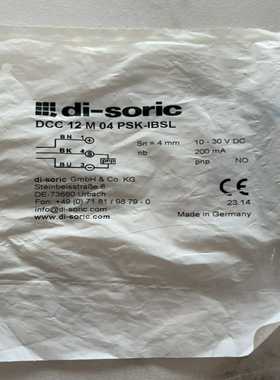 di-soric
DCC 12 M 04 PSK-IBSL
BN 1 + Sn = 4 mm 10 - 30 V DC
BK 4 S nb 200 mA
BU 3 - pnp pnp NO
di-soric GmbH & Co. KG
Steinbeisstraße 6
DE-73660 Urbach
Fon: +49 (0) 71 81 / 98 79 - 0
info@di-soric.com
www.di-soric.com
CE
23.14
Made in Germany